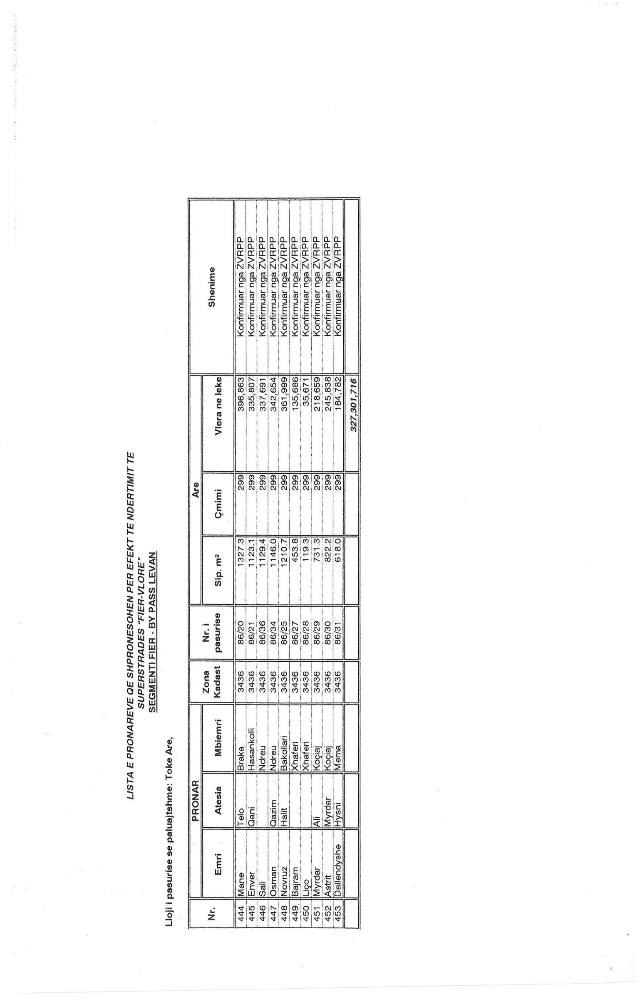 LISTA E PRONAREVE QE SHPRONESOHEN PER EFEKT TE NDERTIMIT TE
SUPERSTRADES "FIER-VLORE"
SEGMENTI FIER - BY PASS LEVAN
Lloji i pasurise se paluajtshme: Toke Are,
Nr. PRONAR Zona Kadast Nr. i pasurise Are Shenime
Emri Atesia Mbiemri Sip. m² Çmimi Vlera ne leke
444 Mane Telo Braka 3436 86/20 1327.3 299 396,863 Konfirmuar nga ZVRPP
445 Enver Qani Hasankolli 3436 86/21 1123.1 299 335,807 Konfirmuar nga ZVRPP
446 Sali Ndreu 3436 86/36 1129.4 299 337,691 Konfirmuar nga ZVRPP
447 Osman Qazim Ndreu 3436 86/34 1146.0 299 342,654 Konfirmuar nga ZVRPP
448 Novruz Halit Bakollari 3436 86/25 1210.7 299 361,999 Konfirmuar nga ZVRPP
449 Bajram Xhaferi 3436 86/27 453.8 299 135,686 Konfirmuar nga ZVRPP
450 Liço Xhaferi 3436 86/28 119.3 299 35,671 Konfirmuar nga ZVRPP
451 Myrdar Ali Koçiaj 3436 86/29 731.3 299 218,659 Konfirmuar nga ZVRPP
452 Astrit Myrdar Koçiaj 3436 86/30 822.2 299 245,838 Konfirmuar nga ZVRPP
453 Dallendyshe Hysni Mema 3436 86/31 618.0 299 184,782 Konfirmuar nga ZVRPP
327,301,716